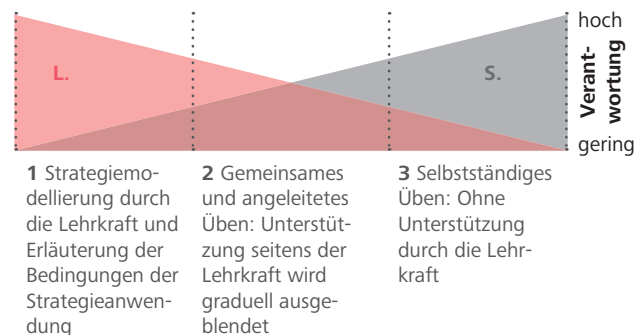 L.
S.
hoch
Verant-
wortung
gering
1 Strategiemo-
dellierung durch
die Lehrkraft und
Erläuterung der
Bedingungen der
Strategieanwen-
dung
2 Gemeinsames
und angeleitetes
Üben: Unterstüt-
zung seitens der
Lehrkraft wird
graduell ausge-
blendet
3 Selbstständiges
Üben: Ohne
Unterstützung
durch die Lehr-
kraft